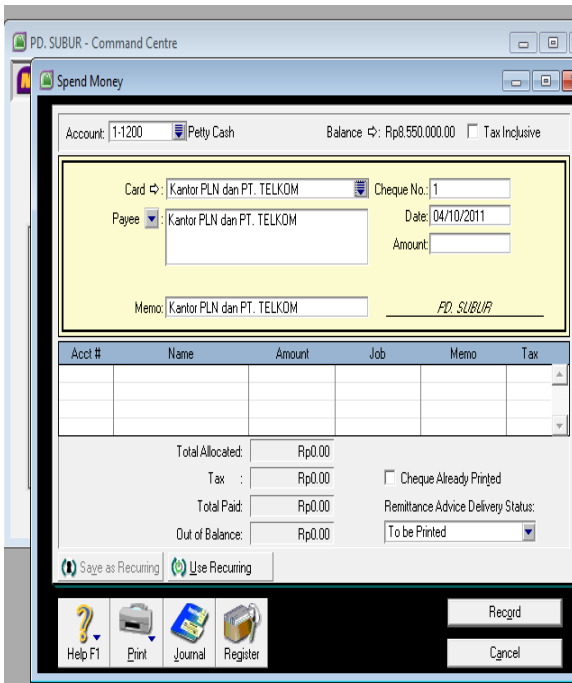 PD. SUBUR - Command Centre
Spend Money
Account: 1-1200 Petty Cash Balance ⇨: Rp8.550.000.00 Tax Inclusive
Card ⇨: Kantor PLN dan PT. TELKOM Cheque No.: 1
Payee : Kantor PLN dan PT. TELKOM Date: 04/10/2011
Amount:
Memo: Kantor PLN dan PT. TELKOM PD. SUBUR
Acct # Name Amount Job Memo Tax
Total Allocated: Rp0.00
Tax : Rp0.00 Cheque Already Printed
Total Paid: Rp0.00 Remittance Advice Delivery Status:
Out of Balance: Rp0.00 To be Printed
Save as Recurring Use Recurring
Help F1 Print Journal Register
Record
Cancel